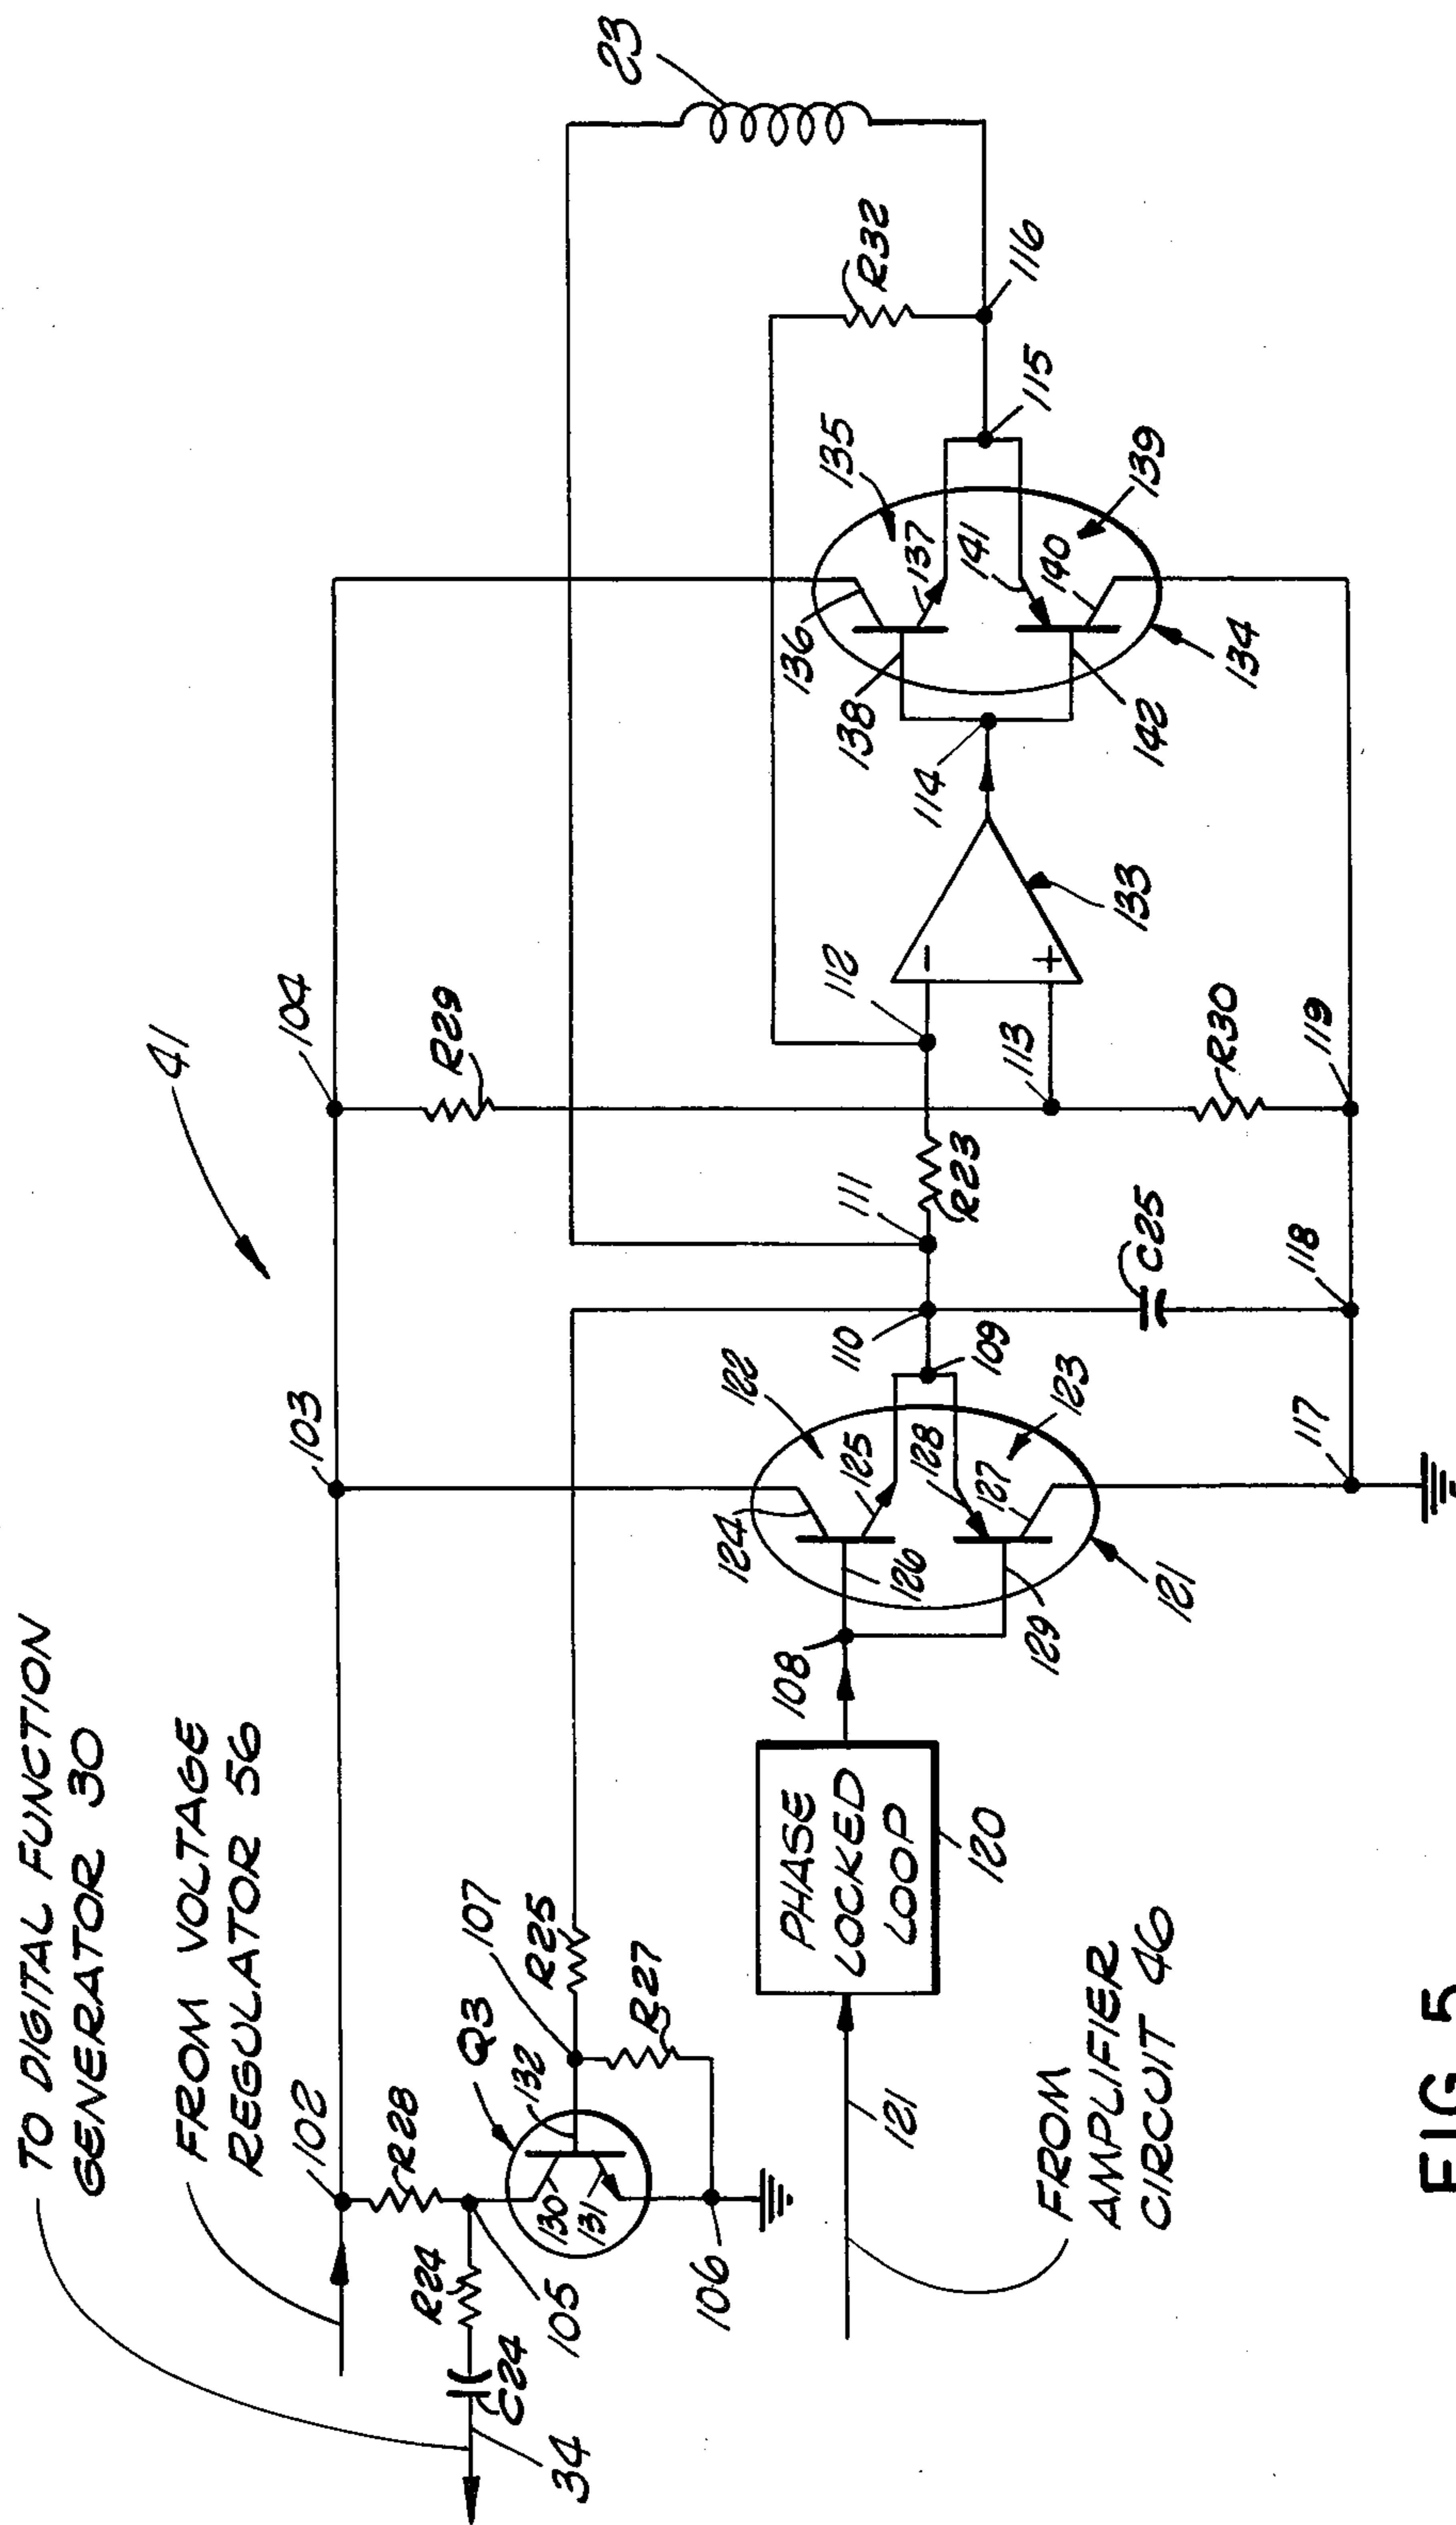 TO DIGITAL FUNCTION
GENERATOR 30
FROM VOLTAGE
REGULATOR 56
41
102
103
104
R28
R24
C24
34
105
Q3
130
131
132
106
107
R25
R27
121
FROM
AMPLIFIER
CIRCUIT 46
PHASE
LOCKED
LOOP
120
108
124
125
126
122
128
127
129
123
121
109
110
111
C25
117
118
119
R23
R29
R30
112
113
-
+
133
114
136
137
138
135
141
140
142
139
134
115
116
R32
23
FIG. 5